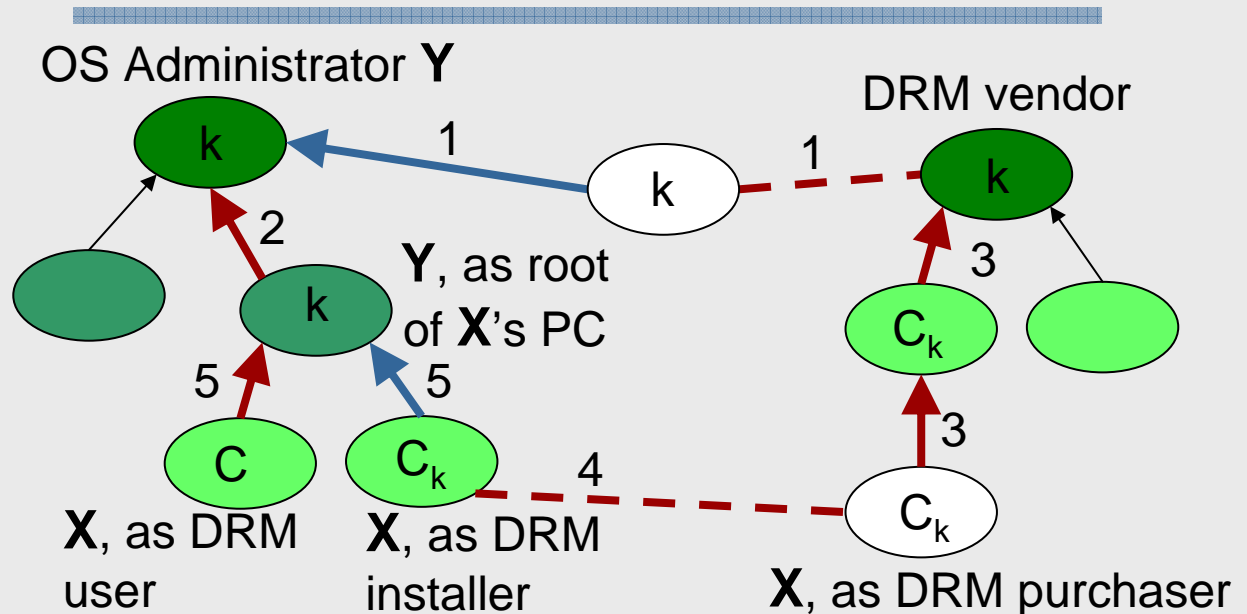 OS Administrator Y
DRM vendor
k
1
k
1
k
2
3
k
Y, as root
of X's PC
Ck
5
5
3
C
Ck
4
Ck
X, as DRM
user
X, as DRM
installer
X, as DRM purchaser